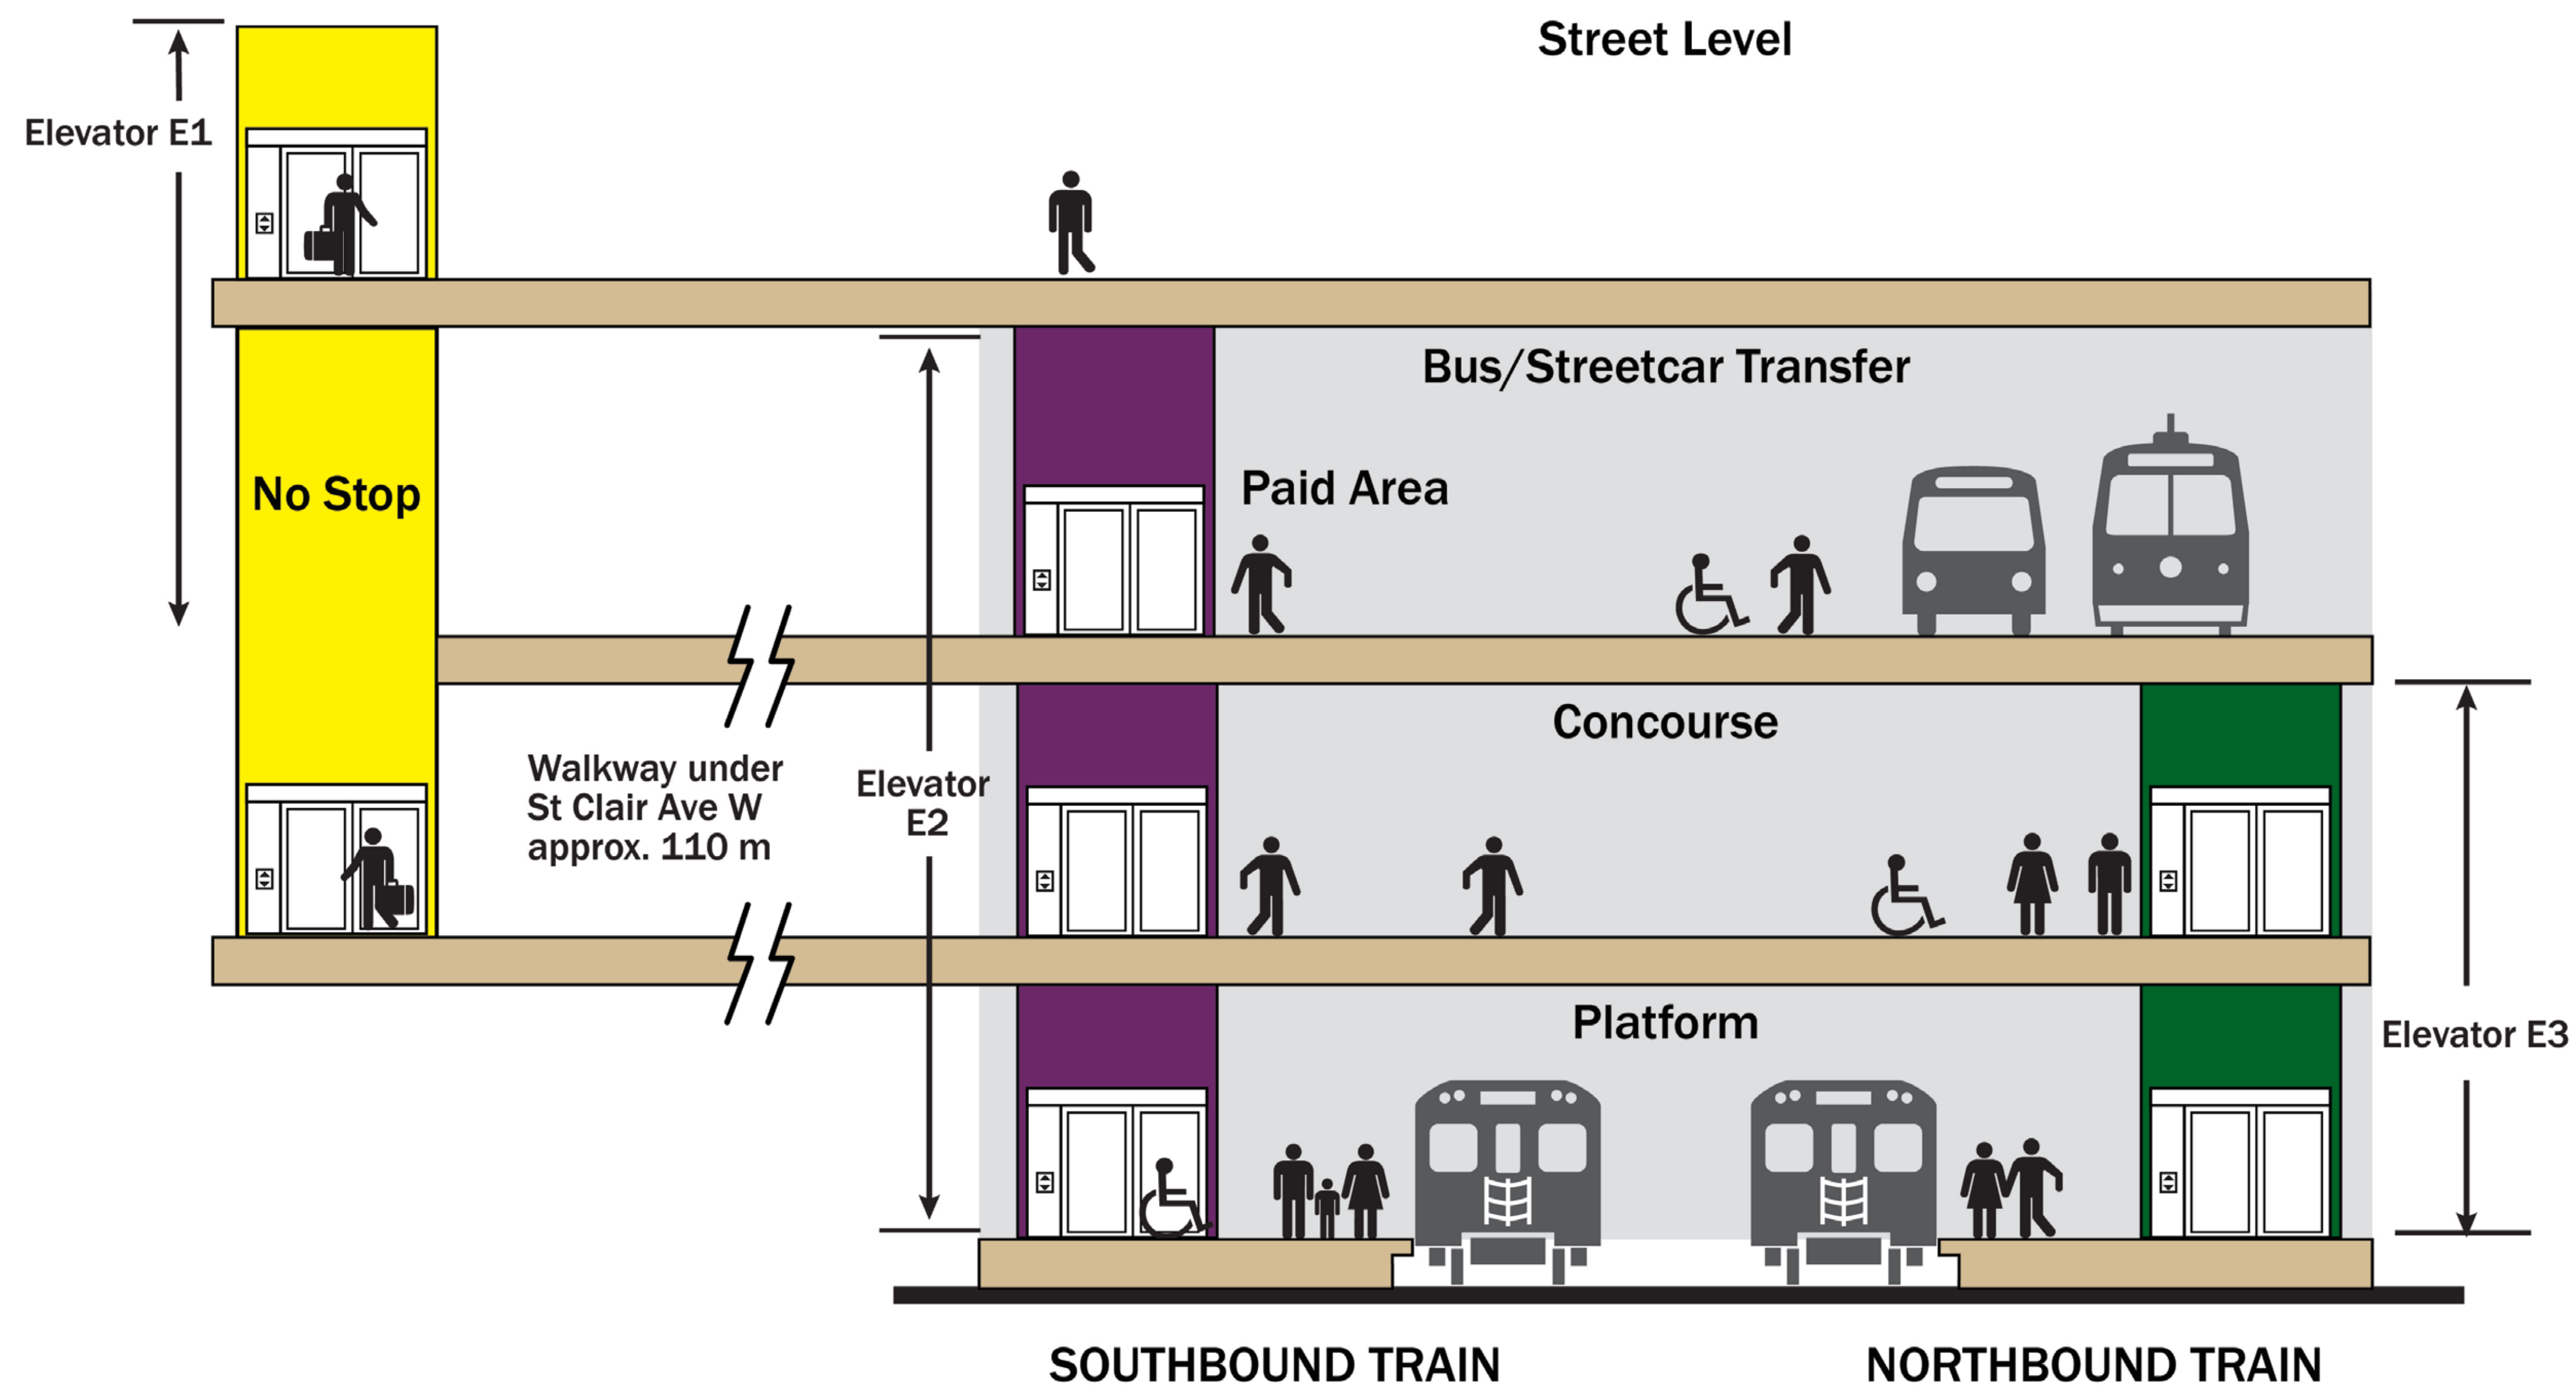 Street Level
Elevator E1
Bus/Streetcar Transfer
No Stop
Paid Area
Concourse
Walkway under
St Clair Ave W
approx. 110 m
Elevator
E2
Platform
Elevator E3
SOUTHBOUND TRAIN
NORTHBOUND TRAIN